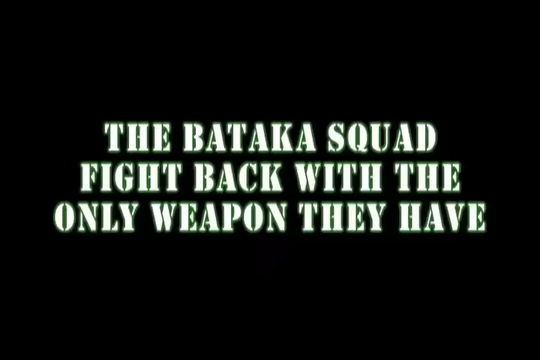 THE BATAKA SQUAD
FIGHT BACK WITH THE
ONLY WEAPON THEY HAVE